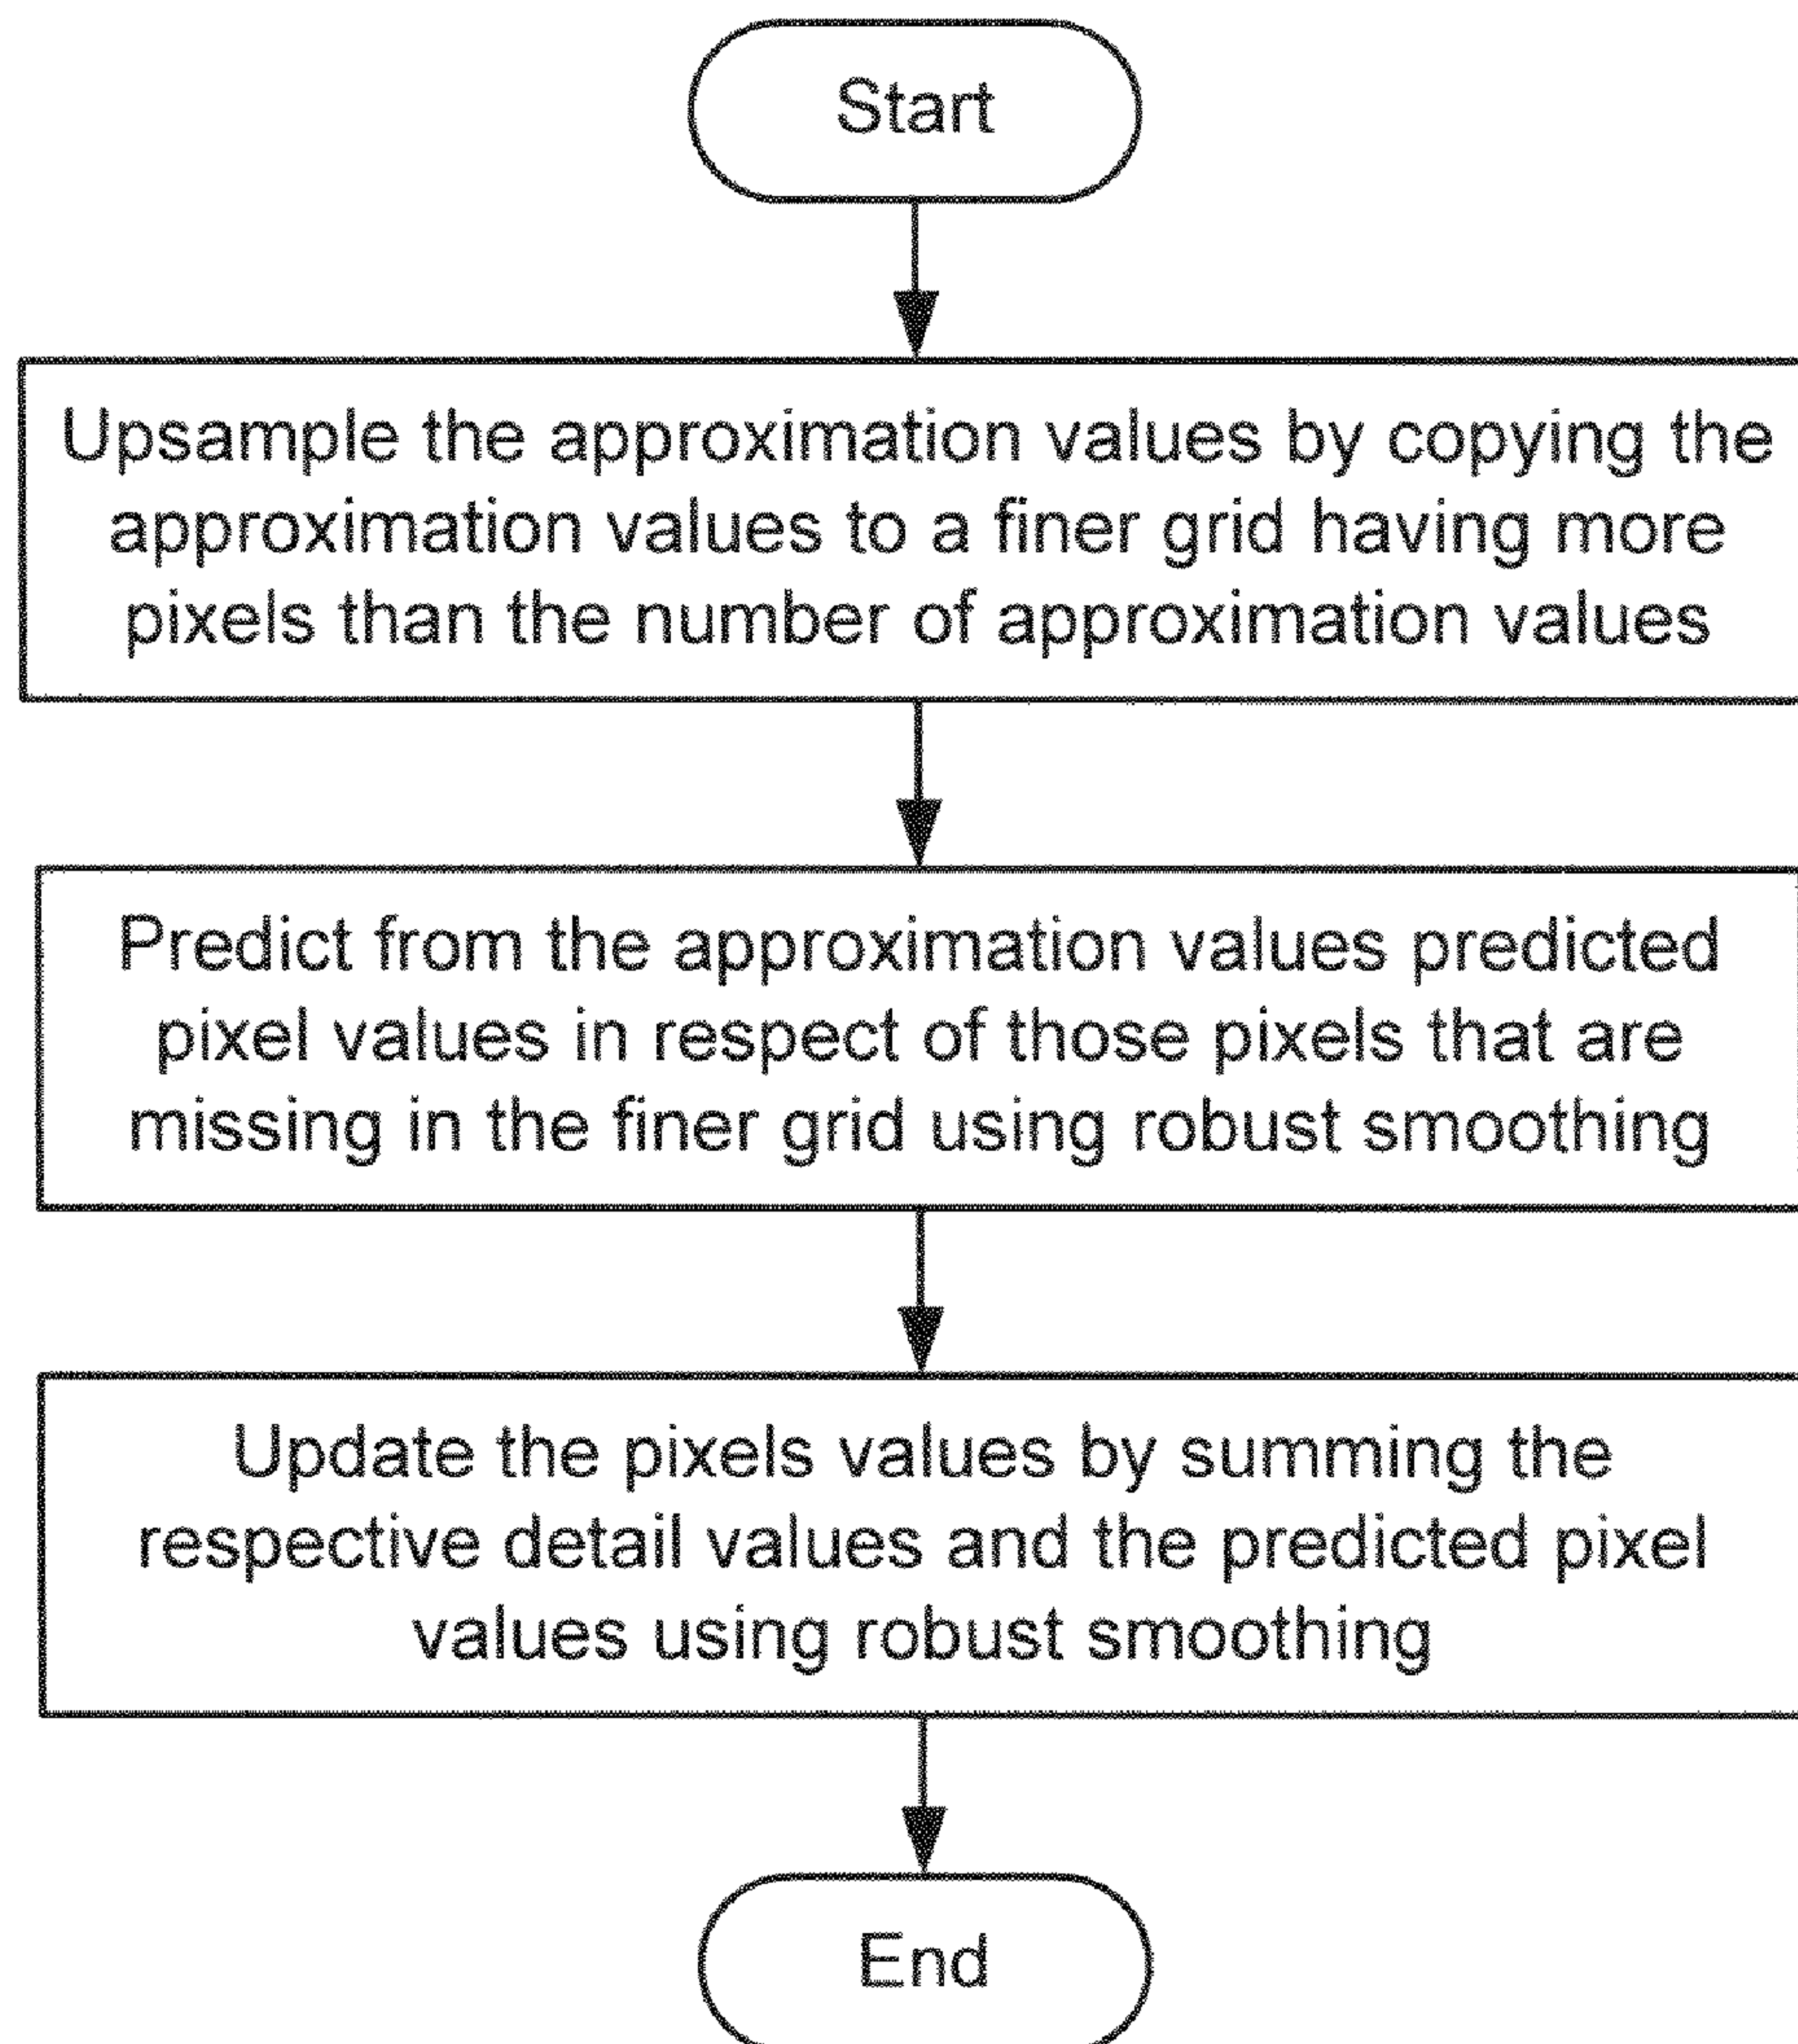 Start
Upsample the approximation values by copying the
approximation values to a finer grid having more
pixels than the number of approximation values
Predict from the approximation values predicted
pixel values in respect of those pixels that are
missing in the finer grid using robust smoothing
Update the pixels values by summing the
respective detail values and the predicted pixel
values using robust smoothing
End